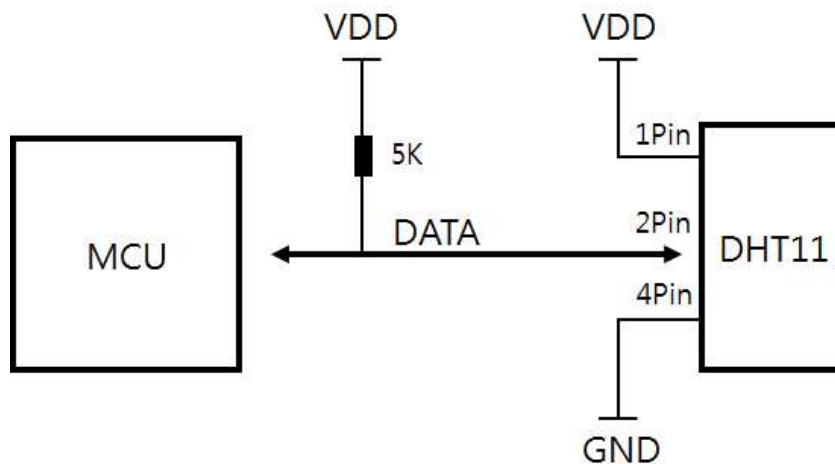 VDD
VDD
1Pin
5K
2Pin
DATA
MCU
DHT11
4Pin
GND